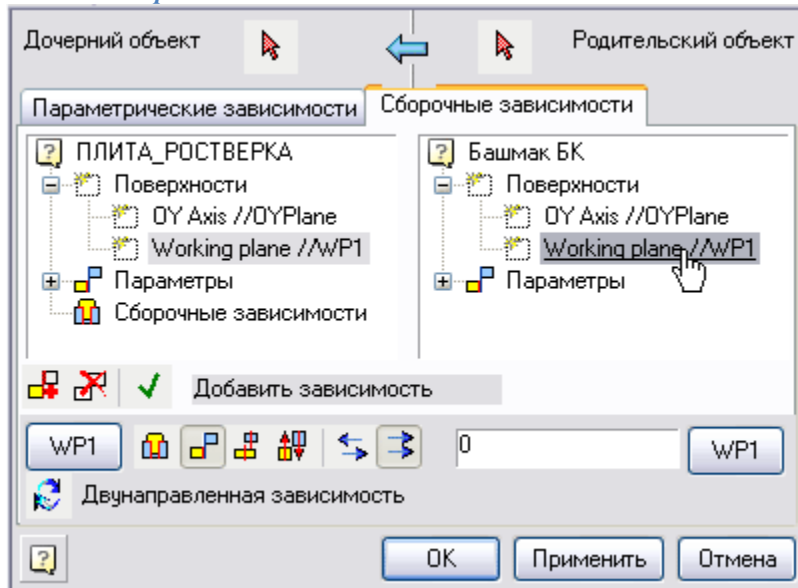 Дочерний объект
Родительский объект
Параметрические зависимости
Сборочные зависимости
ПЛИТА_РОСТВЕРКА
Поверхности
OY Axis //OYPlane
Working plane //WP1
Параметры
Сборочные зависимости
Башмак БК
Поверхности
OY Axis //OYPlane
Working plane //WP1
Параметры
Добавить зависимость
WP1
0
WP1
Двунаправленная зависимость
OK
Применить
Отмена